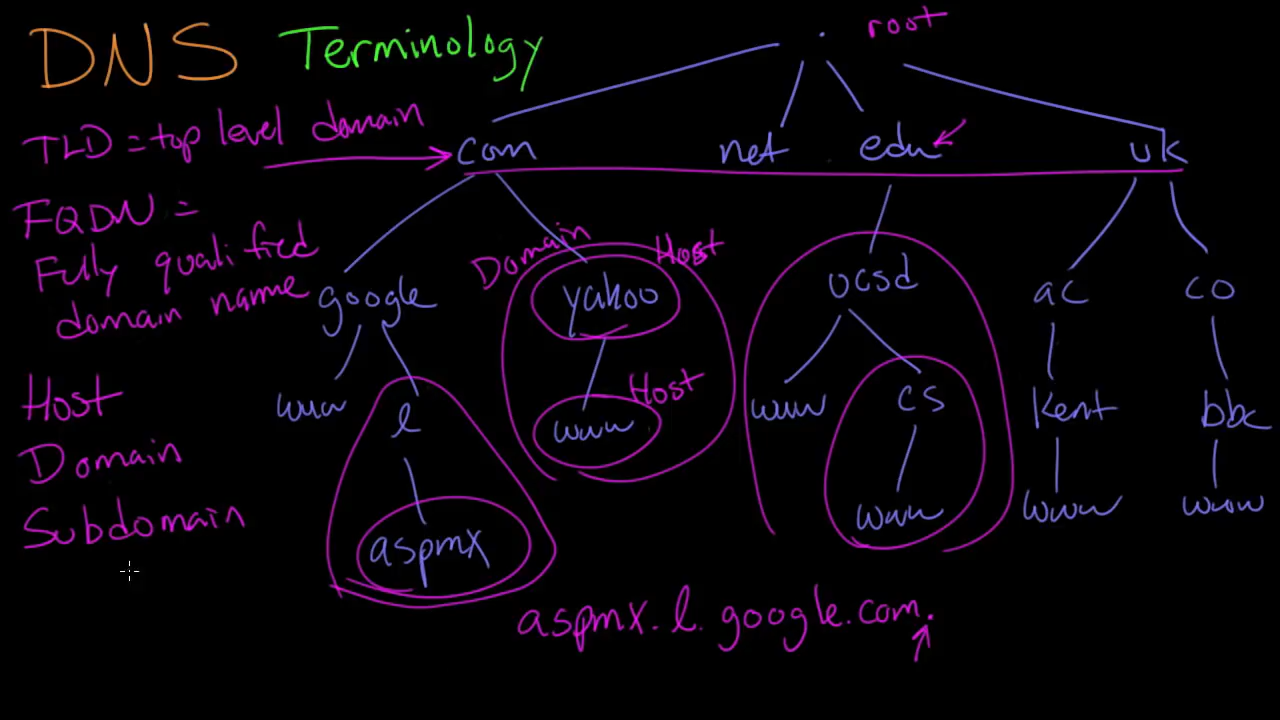 DNS Terminology
. root
TLD = top level domain
com net edu uk
FQDN =
Fully qualified
domain name
Domain Host
google yahoo ucsd ac co
Host
www l www www cs Kent bbc
Host
Domain
Subdomain
aspmx www www www
aspmx.l.google.com.